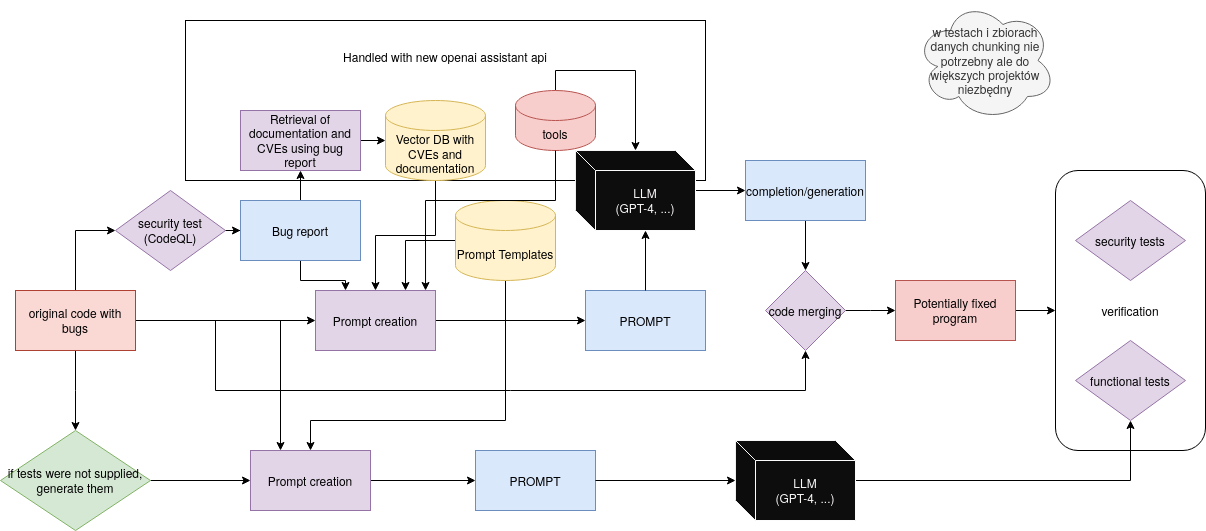 w testach i zbiorach
danych chunking nie
potrzebny ale do
większych projektów
niezbędny
Handled with new openai assistant api
Retrieval of
documentation and
CVEs using bug
report
Vector DB with
CVEs and
documentation
tools
LLM
(GPT-4, ...)
completion/generation
security test
(CodeQL)
Bug report
Prompt Templates
security tests
original code with
bugs
Prompt creation
PROMPT
code merging
Potentially fixed
program
verification
functional tests
if tests were not supplied,
generate them
Prompt creation
PROMPT
LLM
(GPT-4, ...)